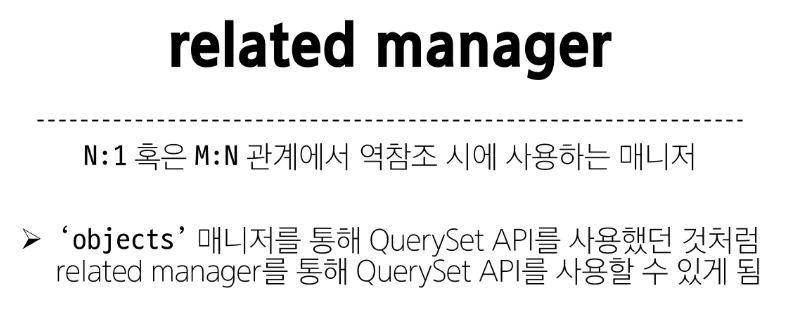 related manager
N:1 혹은 M:N 관계에서 역참조 시에 사용하는 매니저
➢ ‘objects’ 매니저를 통해 QuerySet API를 사용했던 것처럼
related manager를 통해 QuerySet API를 사용할 수 있게 됨